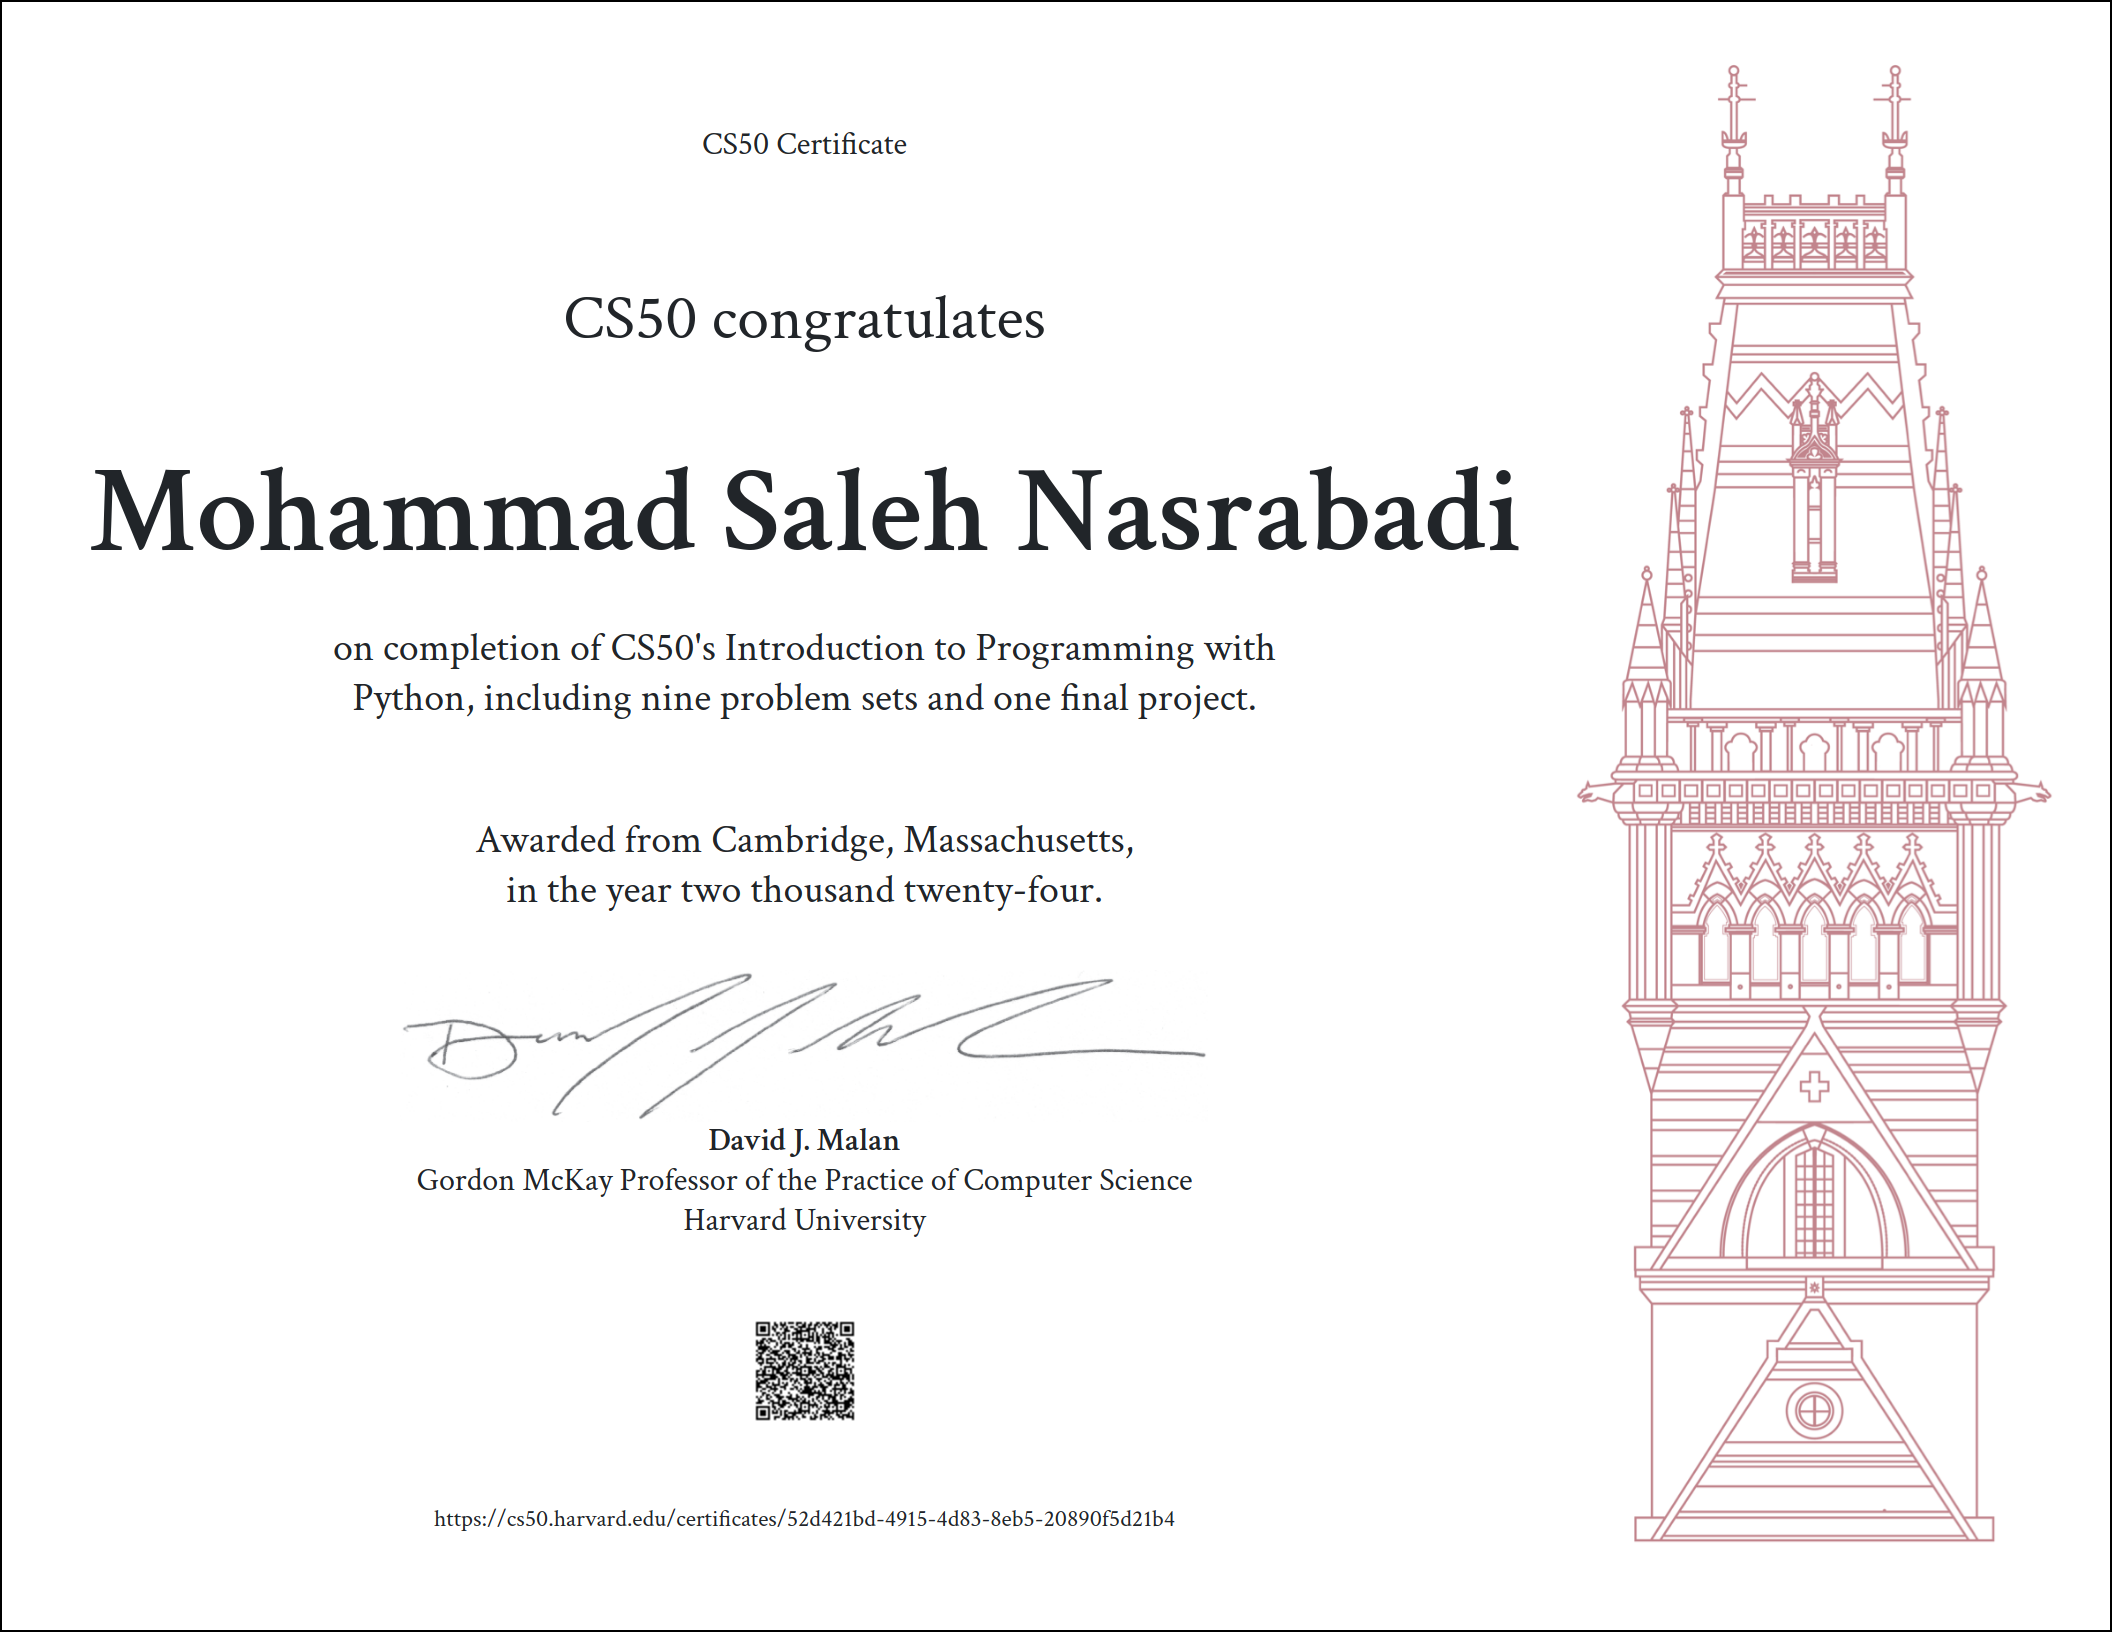 CS50 Certificate
CS50 congratulates
Mohammad Saleh Nasrabadi
on completion of CS50's Introduction to Programming with
Python, including nine problem sets and one final project.
Awarded from Cambridge, Massachusetts,
in the year two thousand twenty-four.
David J. Malan
Gordon McKay Professor of the Practice of Computer Science
Harvard University
https://cs50.harvard.edu/certificates/52d421bd-4915-4d83-8eb5-20890f5d21b4